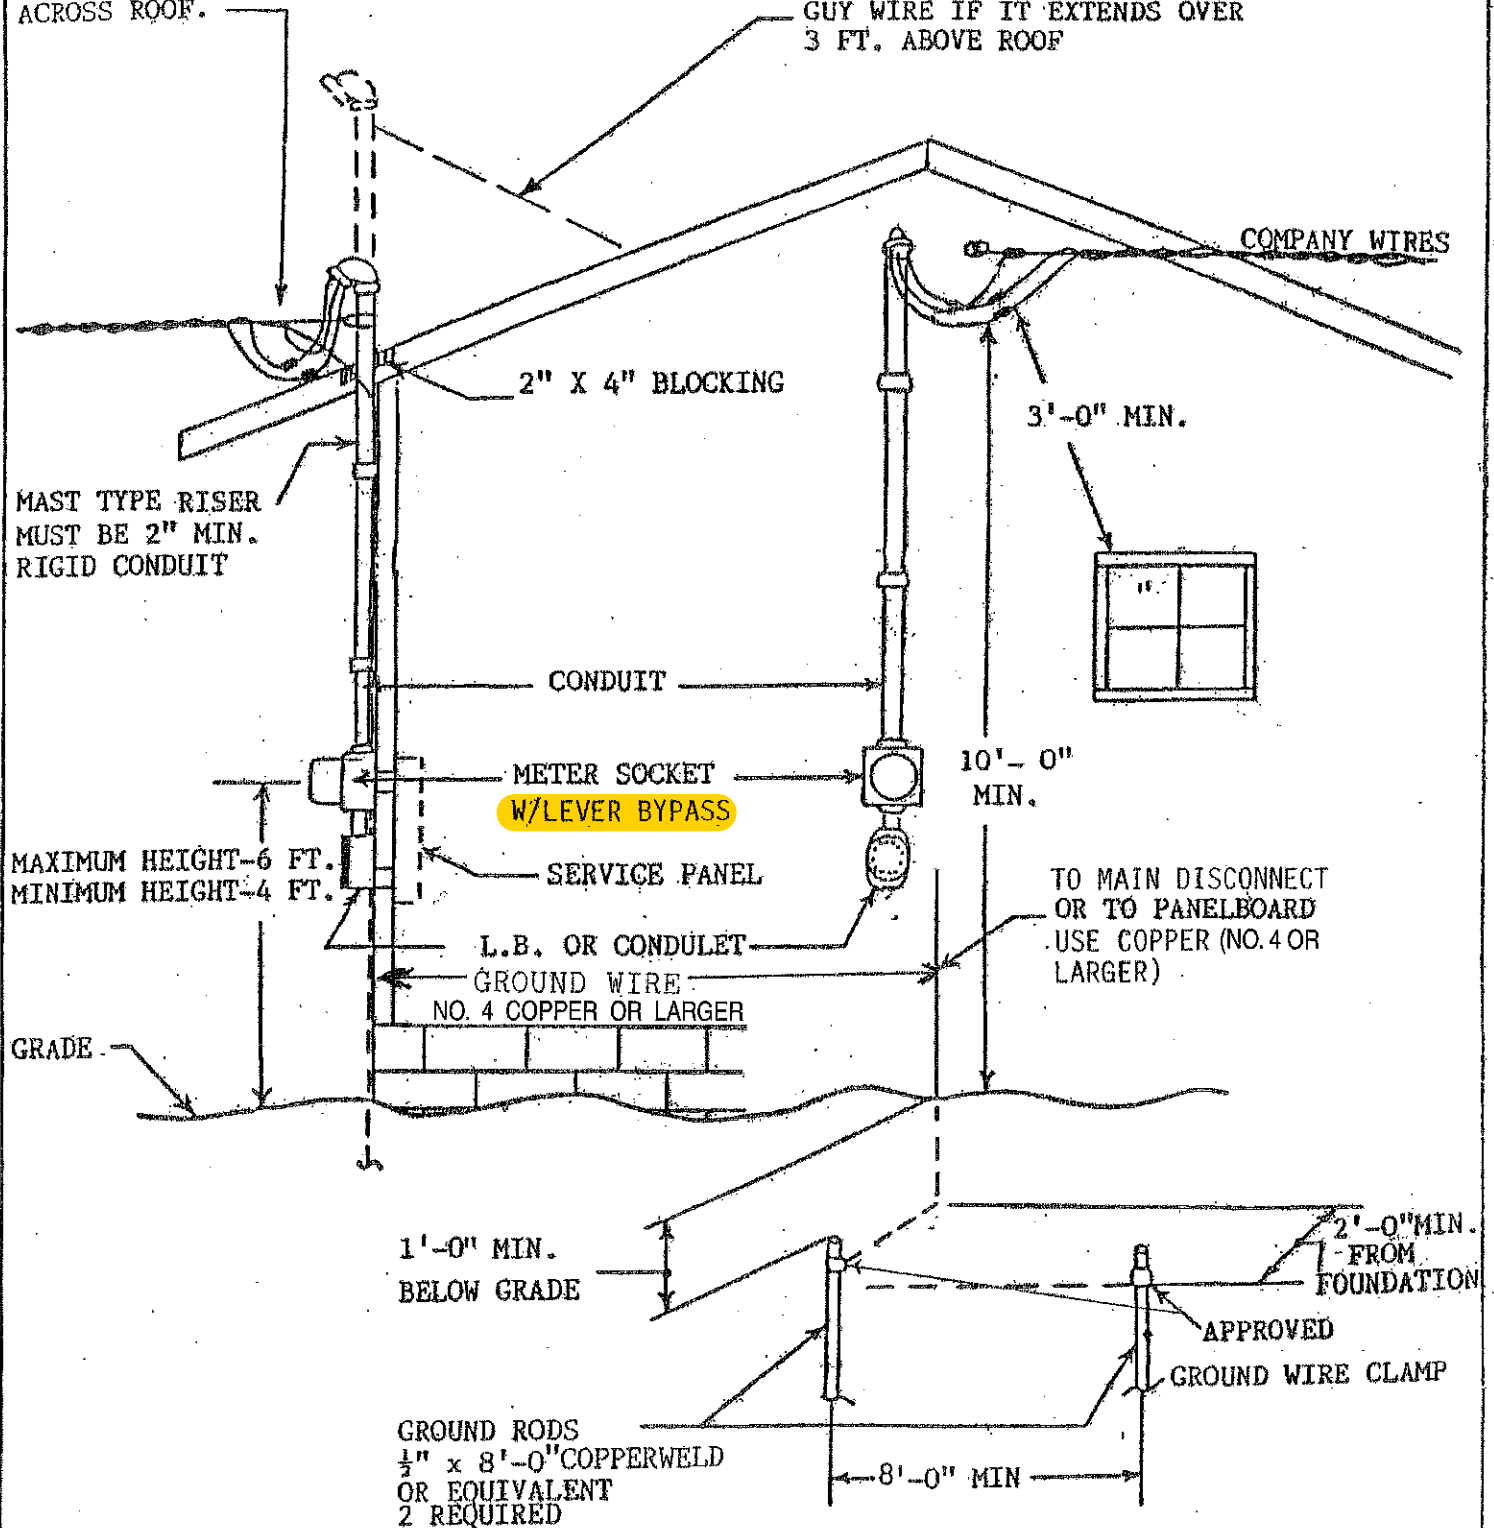 ACROSS ROOF.
GUY WIRE IF IT EXTENDS OVER
3 FT. ABOVE ROOF
COMPANY WIRES
2" X 4" BLOCKING
3'-0" MIN.
MAST TYPE RISER
MUST BE 2" MIN.
RIGID CONDUIT
CONDUIT
10'- 0"
MIN.
METER SOCKET
W/LEVER BYPASS
MAXIMUM HEIGHT-6 FT.
MINIMUM HEIGHT-4 FT.
SERVICE PANEL
TO MAIN DISCONNECT
OR TO PANELBOARD
USE COPPER (NO. 4 OR
LARGER)
L.B. OR CONDULET
GROUND WIRE
NO. 4 COPPER OR LARGER
GRADE
1'-0" MIN.
BELOW GRADE
2'-0" MIN.
FROM
FOUNDATION
APPROVED
GROUND WIRE CLAMP
GROUND RODS
½" x 8'-0" COPPERWELD
OR EQUIVALENT
2 REQUIRED
8'-0" MIN